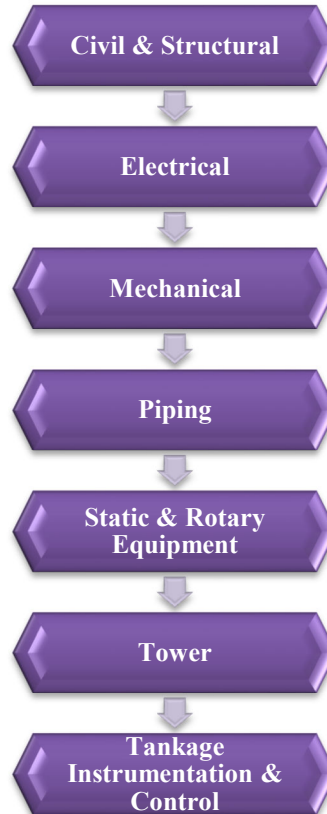 Civil & Structural
Electrical
Mechanical
Piping
Static & Rotary
Equipment
Tower
Tankage
Instrumentation &
Control